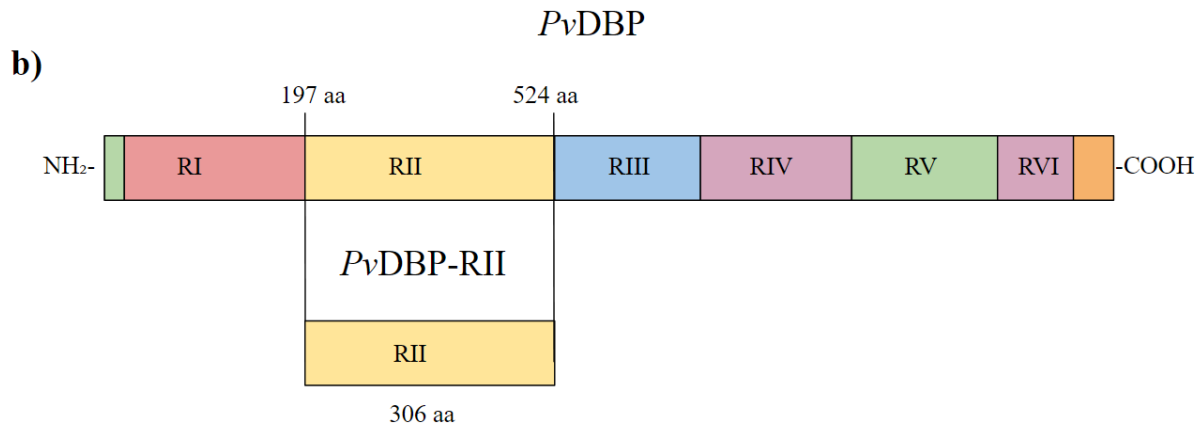 PvDBP
b)
197 aa 524 aa
NH₂- RI RII RIII RIV RV RVI -COOH
PvDBP-RII
RII
306 aa